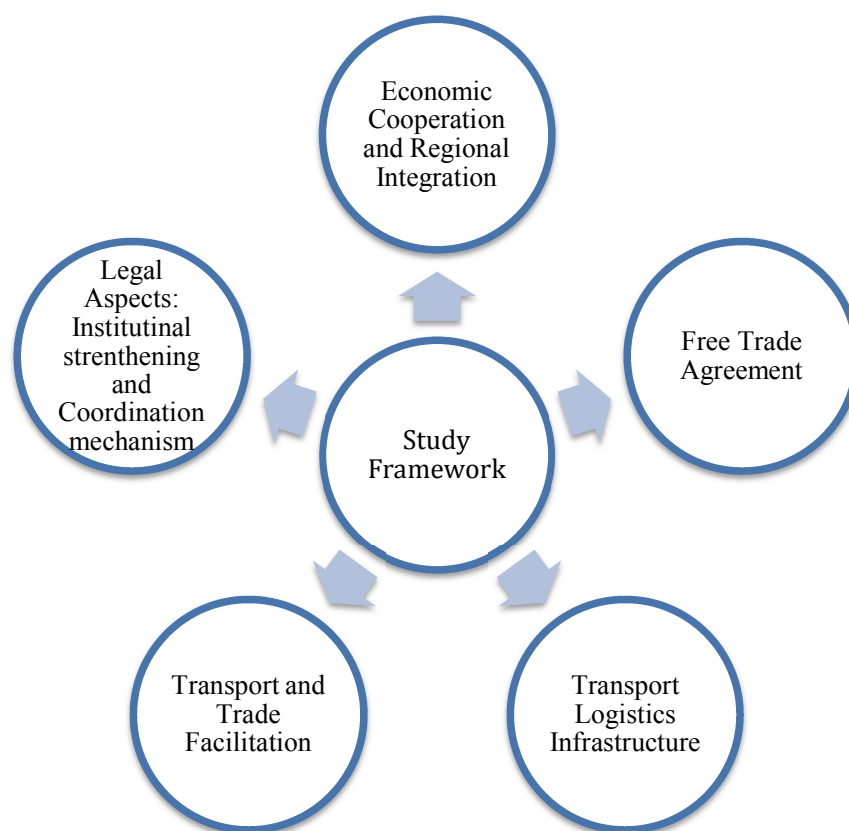 Economic
Cooperation
and Regional
Integration
Legal
Aspects:
Institutinal
strenthening
and
Coordination
mechanism
Free Trade
Agreement
Study
Framework
Transport and
Trade
Facilitation
Transport
Logistics
Infrastructure